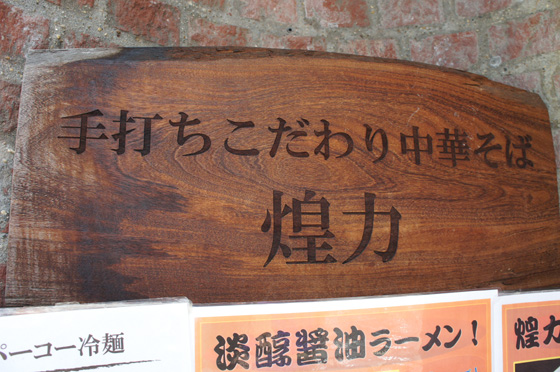 手打ちこだわり中華そば
煌力
ペーコー冷麺
淡醇醤油ラーメン!
煌力